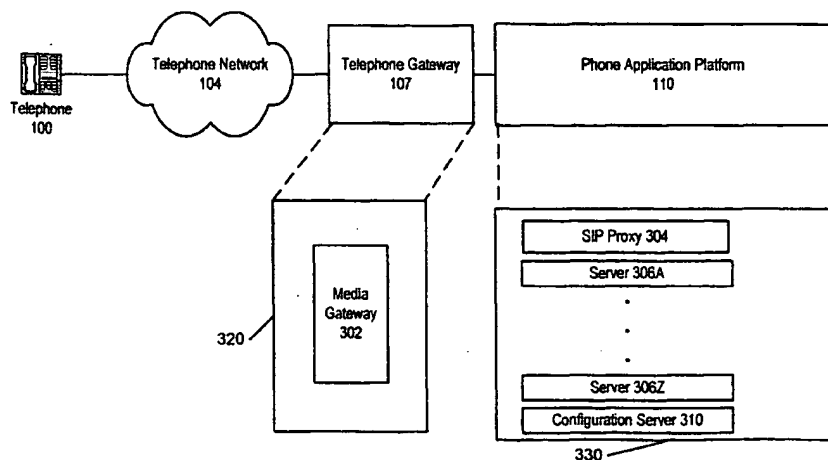 Telephone Network
104
Telephone Gateway
107
Phone Application Platform
110
Telephone
100
SIP Proxy 304
Server 306A
Media
Gateway
302
320
Server 306Z
Configuration Server 310
330